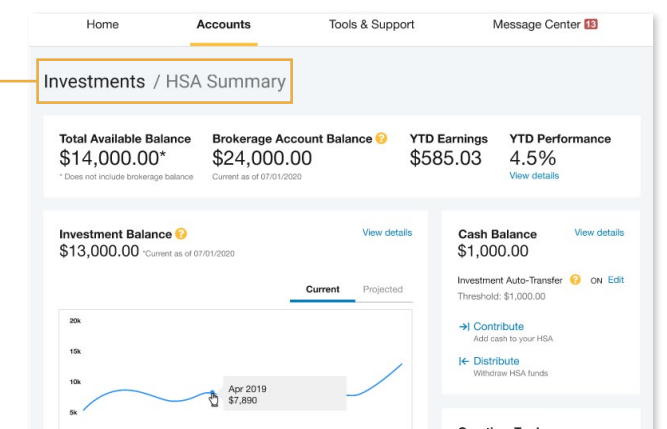 Home Accounts Tools & Support Message Center 13
Investments / HSA Summary
Total Available Balance Brokerage Account Balance ? YTD Earnings YTD Performance
$14,000.00* $24,000.00 $585.03 4.5%
* Does not include brokerage balance Current as of 07/01/2020 View details
Investment Balance ? View details
$13,000.00 *Current as of 07/01/2020
Current Projected
20k
15k
10k
5k
Apr 2019
$7,890
Cash Balance View details
$1,000.00
Investment Auto-Transfer ? ON Edit
Threshold: $1,000.00
Contribute
Add cash to your HSA
Distribute
Withdraw HSA funds